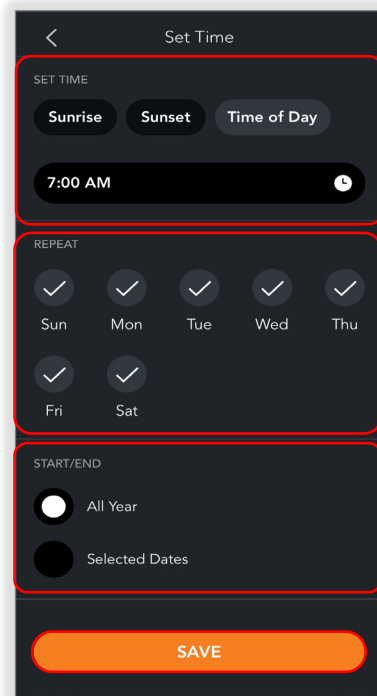 Set Time
SET TIME
Sunrise Sunset Time of Day
7:00 AM
REPEAT
Sun Mon Tue Wed Thu
Fri Sat
START/END
All Year
Selected Dates
SAVE